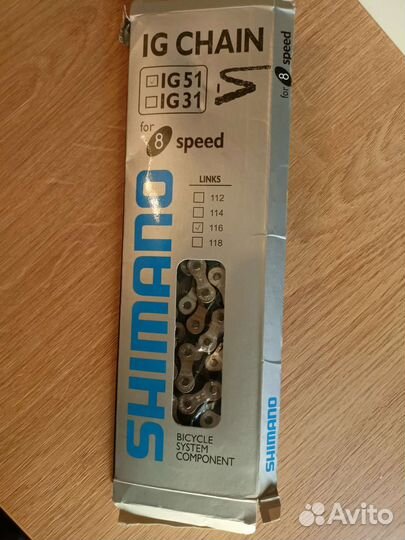 IG CHAIN
IG51
IG31
for 8 speed
LINKS
112
114
116
118
SHIMANO
BICYCLE
SYSTEM
COMPONENT
for 8 speed
SHIMANO
Avito